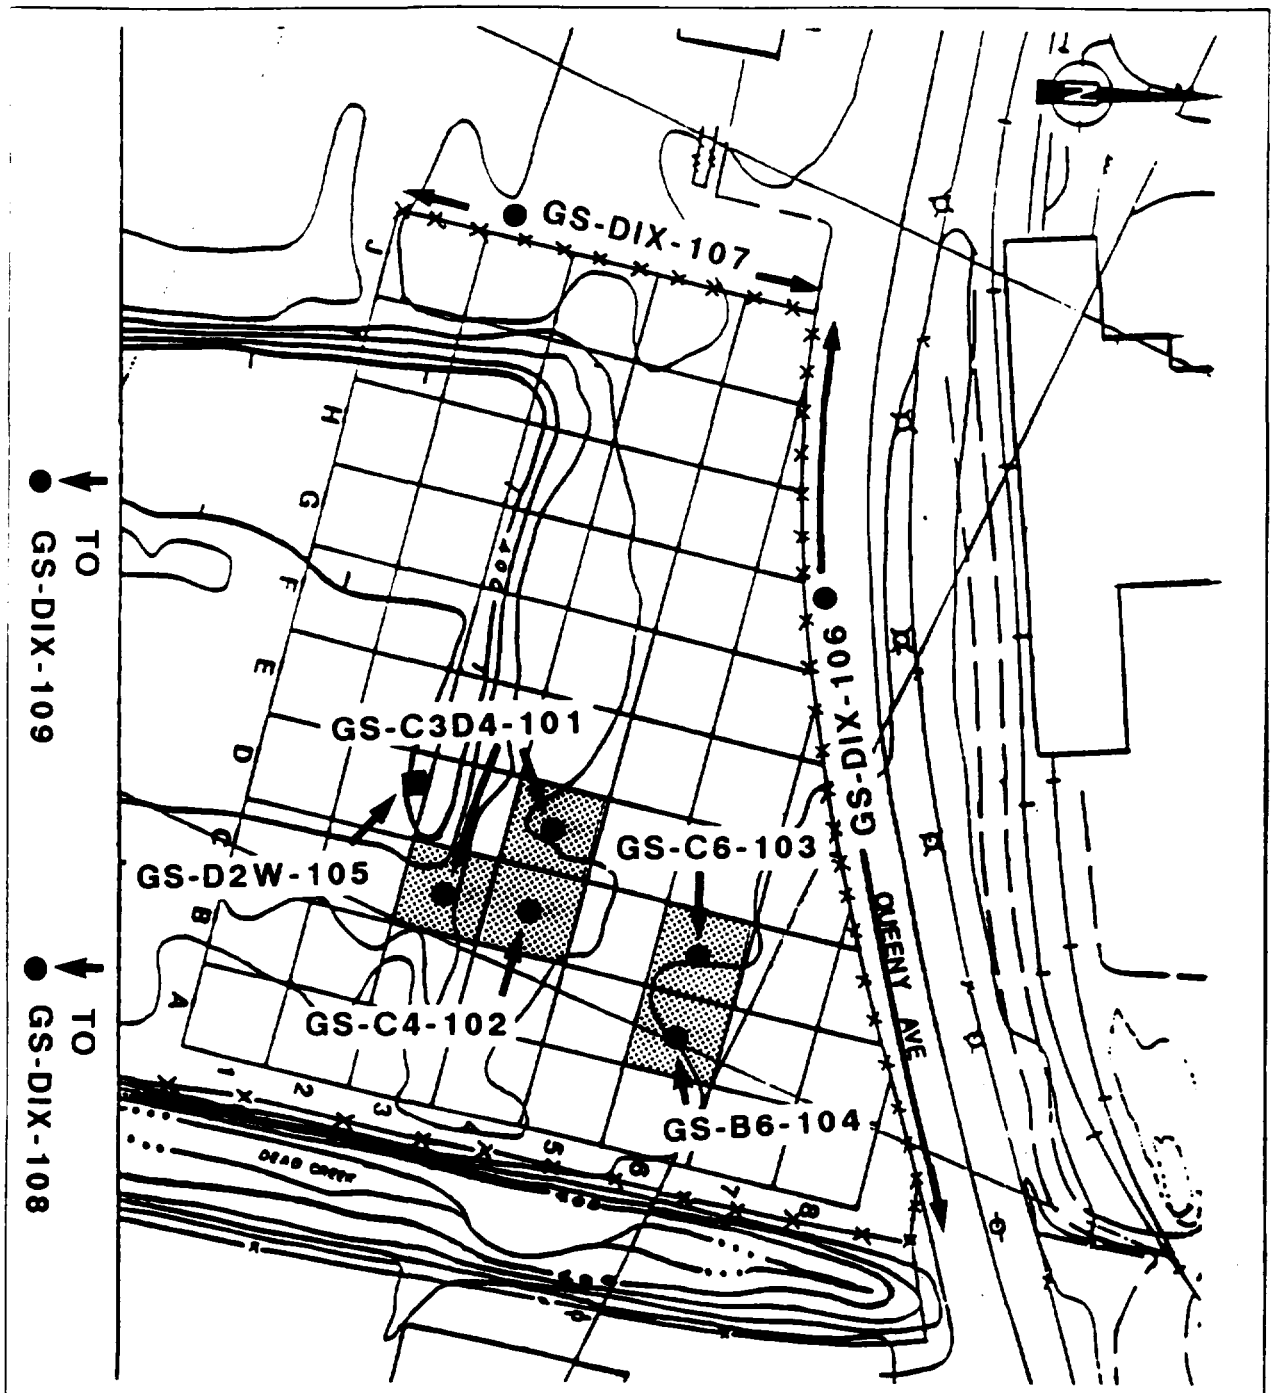 N
GS-DIX-107
J
H
G
F
E
D
C
B
A
400
TO
GS-DIX-109
GS-C3D4-101
GS-DIX-106
GS-D2W-105
GS-C6-103
QUEENY AVE
GS-C4-102
TO
GS-DIX-108
GS-B6-104
1
2
3
4
5
6
7
8
DEAD CREEK